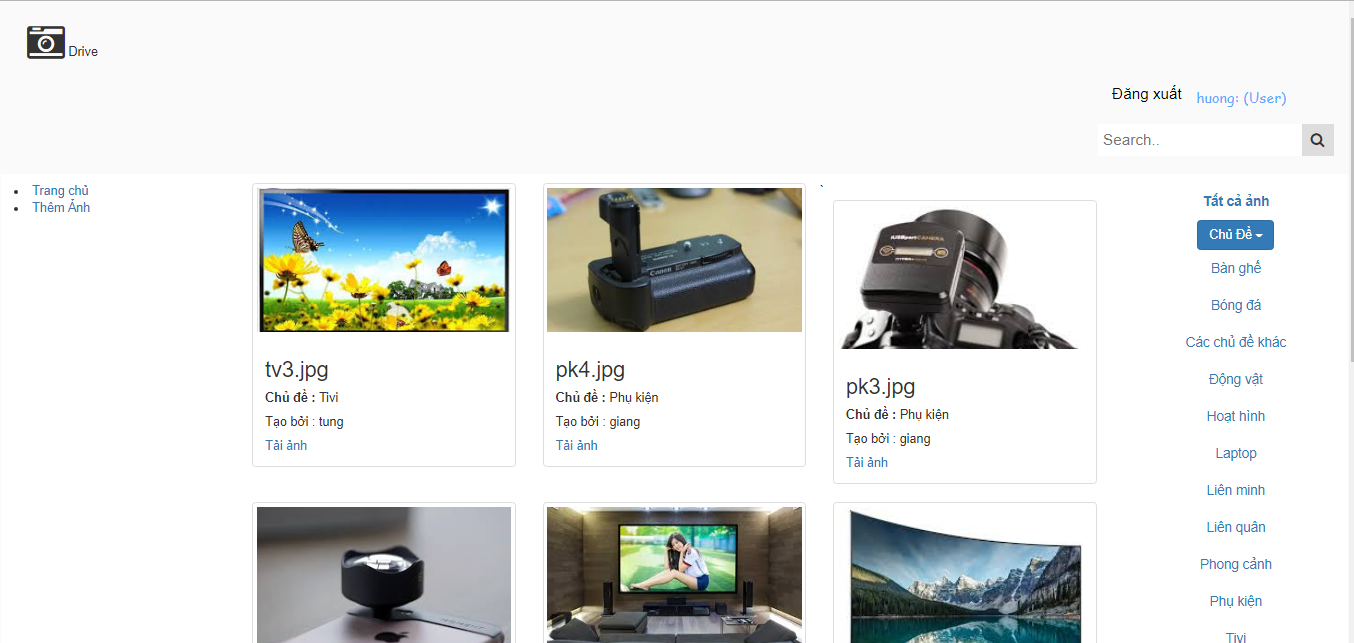 Drive
Đăng xuất huong: (User)
Search..
Trang chủ
Thêm Ảnh
tv3.jpg
Chủ đề : Tivi
Tạo bởi : tung
Tải ảnh
Canon
pk4.jpg
Chủ đề : Phụ kiện
Tạo bởi : giang
Tải ảnh
`
pk3.jpg
Chủ đề : Phụ kiện
Tạo bởi : giang
Tải ảnh
Tất cả ảnh
Chủ Đề
Bàn ghế
Bóng đá
Các chủ đề khác
Động vật
Hoạt hình
Laptop
Liên minh
Liên quân
Phong cảnh
Phụ kiện
Tivi